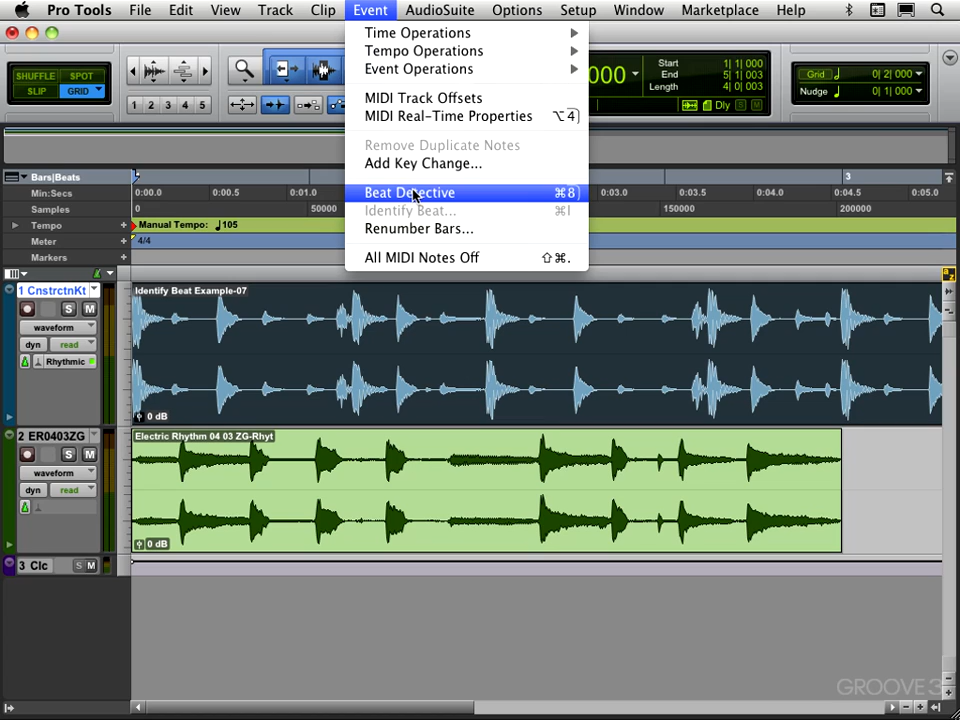 Pro Tools File Edit View Track Clip Event AudioSuite Options Setup Window Marketplace Help
Time Operations
Tempo Operations
Event Operations
MIDI Track Offsets
MIDI Real-Time Properties ⌥4
Remove Duplicate Notes
Add Key Change...
Beat Detective ⌘8
Identify Beat... ⌘I
Renumber Bars...
All MIDI Notes Off ⇧⌘.
SHUFFLE SPOT
SLIP GRID
1 2 3 4 5
000
Start 1| 1| 000
End 5| 1| 003
Length 4| 0| 003
Dly S M
Grid 0| 2| 000
Nudge 0| 1| 000
Bars|Beats 3
Min:Secs 0:00.0 0:00.5 0:01.0 0:03.0 0:03.5 0:04.0 0:04.5 0:05.0
Samples 0 50000 150000 200000
Tempo Manual Tempo: ♩105
Meter 4/4
Markers
a z
1 CnstrctnKt
S M
waveform
dyn read
Rhythmic
Identify Beat Example-07
0 dB
2 ER0403ZG
S M
waveform
dyn read
Electric Rhythm 04 03 ZG-Rhyt
0 dB
3 Clc S M
GROOVE 3